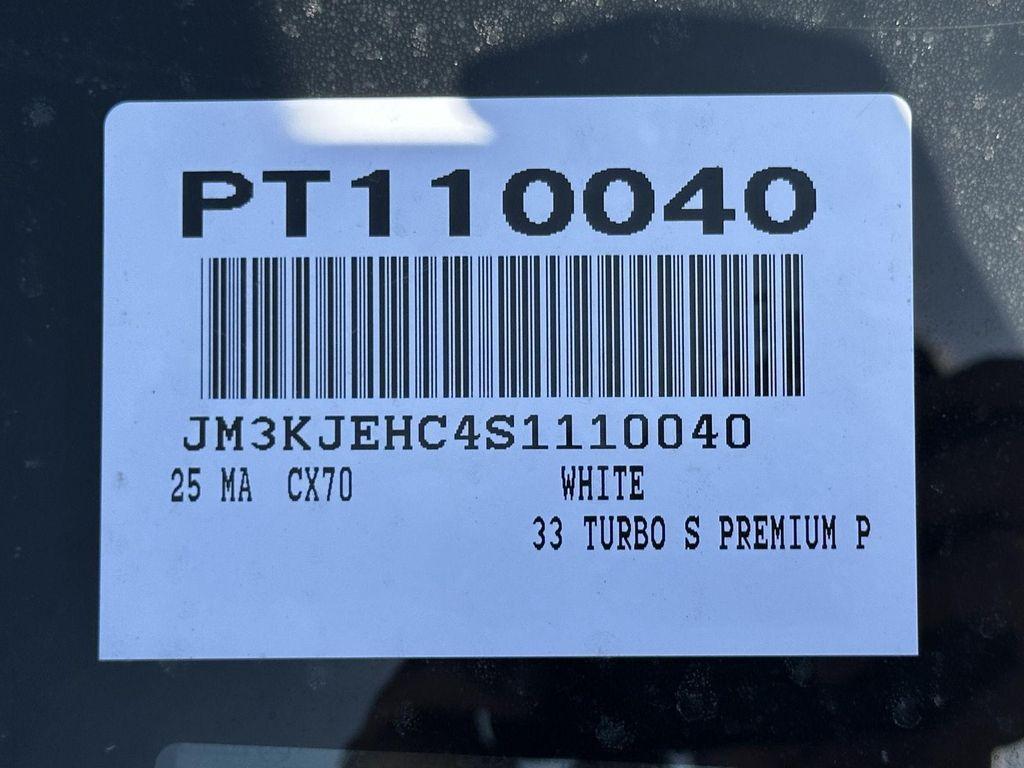 PT110040
JM3KJEHC4S1110040
25 MA CX70 WHITE
33 TURBO S PREMIUM P